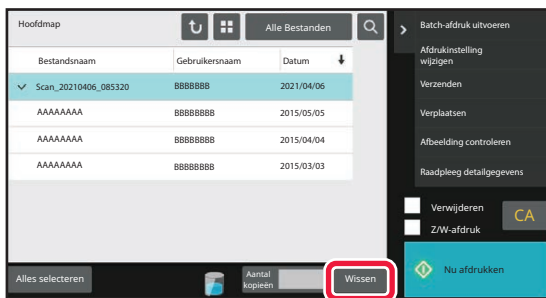 Hoofdmap
Alle Bestanden
Bestandsnaam Gebruikersnaam Datum
Scan_20210406_085320 BBBBBBB 2021/04/06
AAAAAAAA BBBBBBBB 2015/05/05
AAAAAAAA BBBBBBBB 2015/04/04
AAAAAAAA BBBBBBBB 2015/03/03
Alles selecteren
Aantal
kopieën
Wissen
Batch-afdruk uitvoeren
Afdrukinstelling
wijzigen
Verzenden
Verplaatsen
Afbeelding controleren
Raadpleeg detailgegevens
Verwijderen
Z/W-afdruk
CA
Nu afdrukken